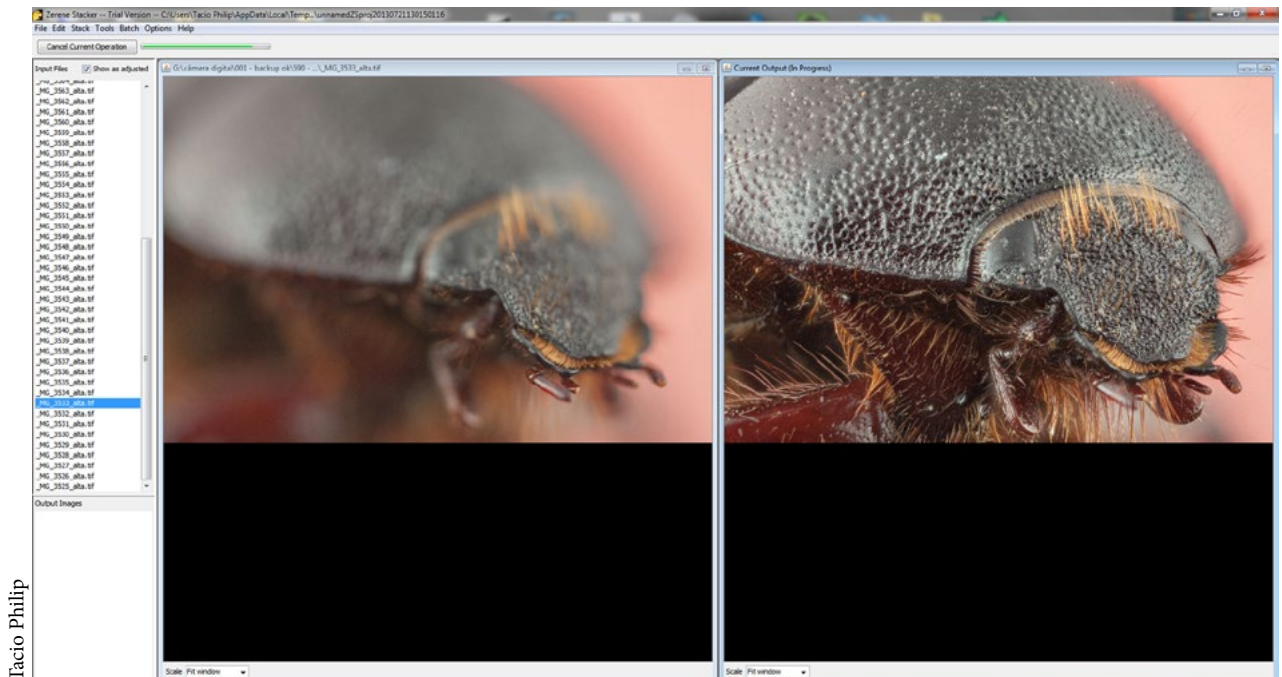 Zerene Stacker -- Trial Version -- C:\Users\Tacio Philip\AppData\Local\Temp...\unnamedZSproj20130721130150116
File Edit Stack Tools Batch Options Help
Cancel Current Operation
Input Files Show as adjusted
G:\câmera digital\001 - backup ok\590 - ...\_MG_3533_alta.tif
Current Output (In Progress)
_MG_3563_alta.tif
_MG_3562_alta.tif
_MG_3561_alta.tif
_MG_3560_alta.tif
_MG_3559_alta.tif
_MG_3558_alta.tif
_MG_3557_alta.tif
_MG_3556_alta.tif
_MG_3555_alta.tif
_MG_3554_alta.tif
_MG_3553_alta.tif
_MG_3552_alta.tif
_MG_3551_alta.tif
_MG_3550_alta.tif
_MG_3549_alta.tif
_MG_3548_alta.tif
_MG_3547_alta.tif
_MG_3546_alta.tif
_MG_3545_alta.tif
_MG_3544_alta.tif
_MG_3543_alta.tif
_MG_3542_alta.tif
_MG_3541_alta.tif
_MG_3540_alta.tif
_MG_3539_alta.tif
_MG_3538_alta.tif
_MG_3537_alta.tif
_MG_3536_alta.tif
_MG_3535_alta.tif
_MG_3534_alta.tif
_MG_3533_alta.tif
_MG_3532_alta.tif
_MG_3531_alta.tif
_MG_3530_alta.tif
_MG_3529_alta.tif
_MG_3528_alta.tif
_MG_3527_alta.tif
_MG_3526_alta.tif
_MG_3525_alta.tif
Output Images
Scale Fit window
Scale Fit window
Tacio Philip